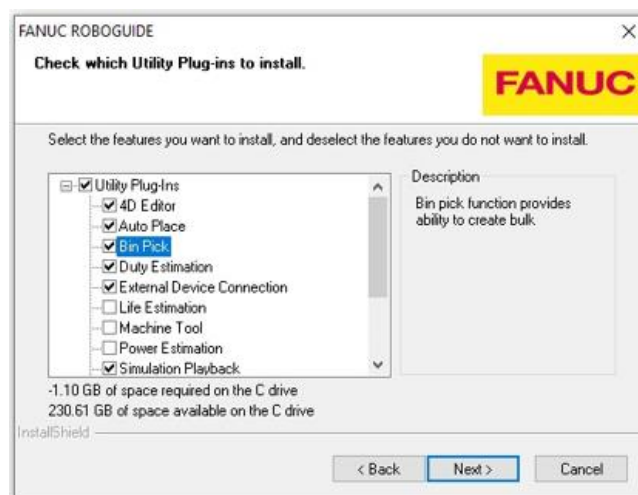 FANUC ROBOGUIDE
Check which Utility Plug-ins to install.
FANUC
Select the features you want to install, and deselect the features you do not want to install.
Utility Plug-Ins
4D Editor
Auto Place
Bin Pick
Duty Estimation
External Device Connection
Life Estimation
Machine Tool
Power Estimation
Simulation Playback
Description
Bin pick function provides
ability to create bulk
-1.10 GB of space required on the C drive
230.61 GB of space available on the C drive
InstallShield
< Back
Next >
Cancel